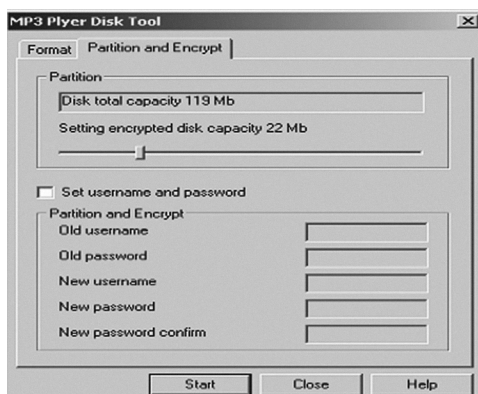 MP3 Plyer Disk Tool
Format Partition and Encrypt
Partition
Disk total capacity 119 Mb
Setting encrypted disk capacity 22 Mb
Set username and password
Partition and Encrypt
Old username
Old password
New username
New password
New password confirm
Start Close Help